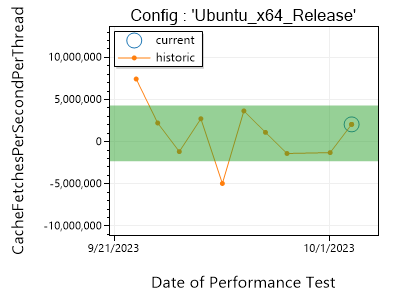 Config : 'Ubuntu_x64_Release'
current
historic
CacheFetchesPerSecondPerThread
10,000,000
5,000,000
0
-5,000,000
-10,000,000
9/21/2023
10/1/2023
Date of Performance Test